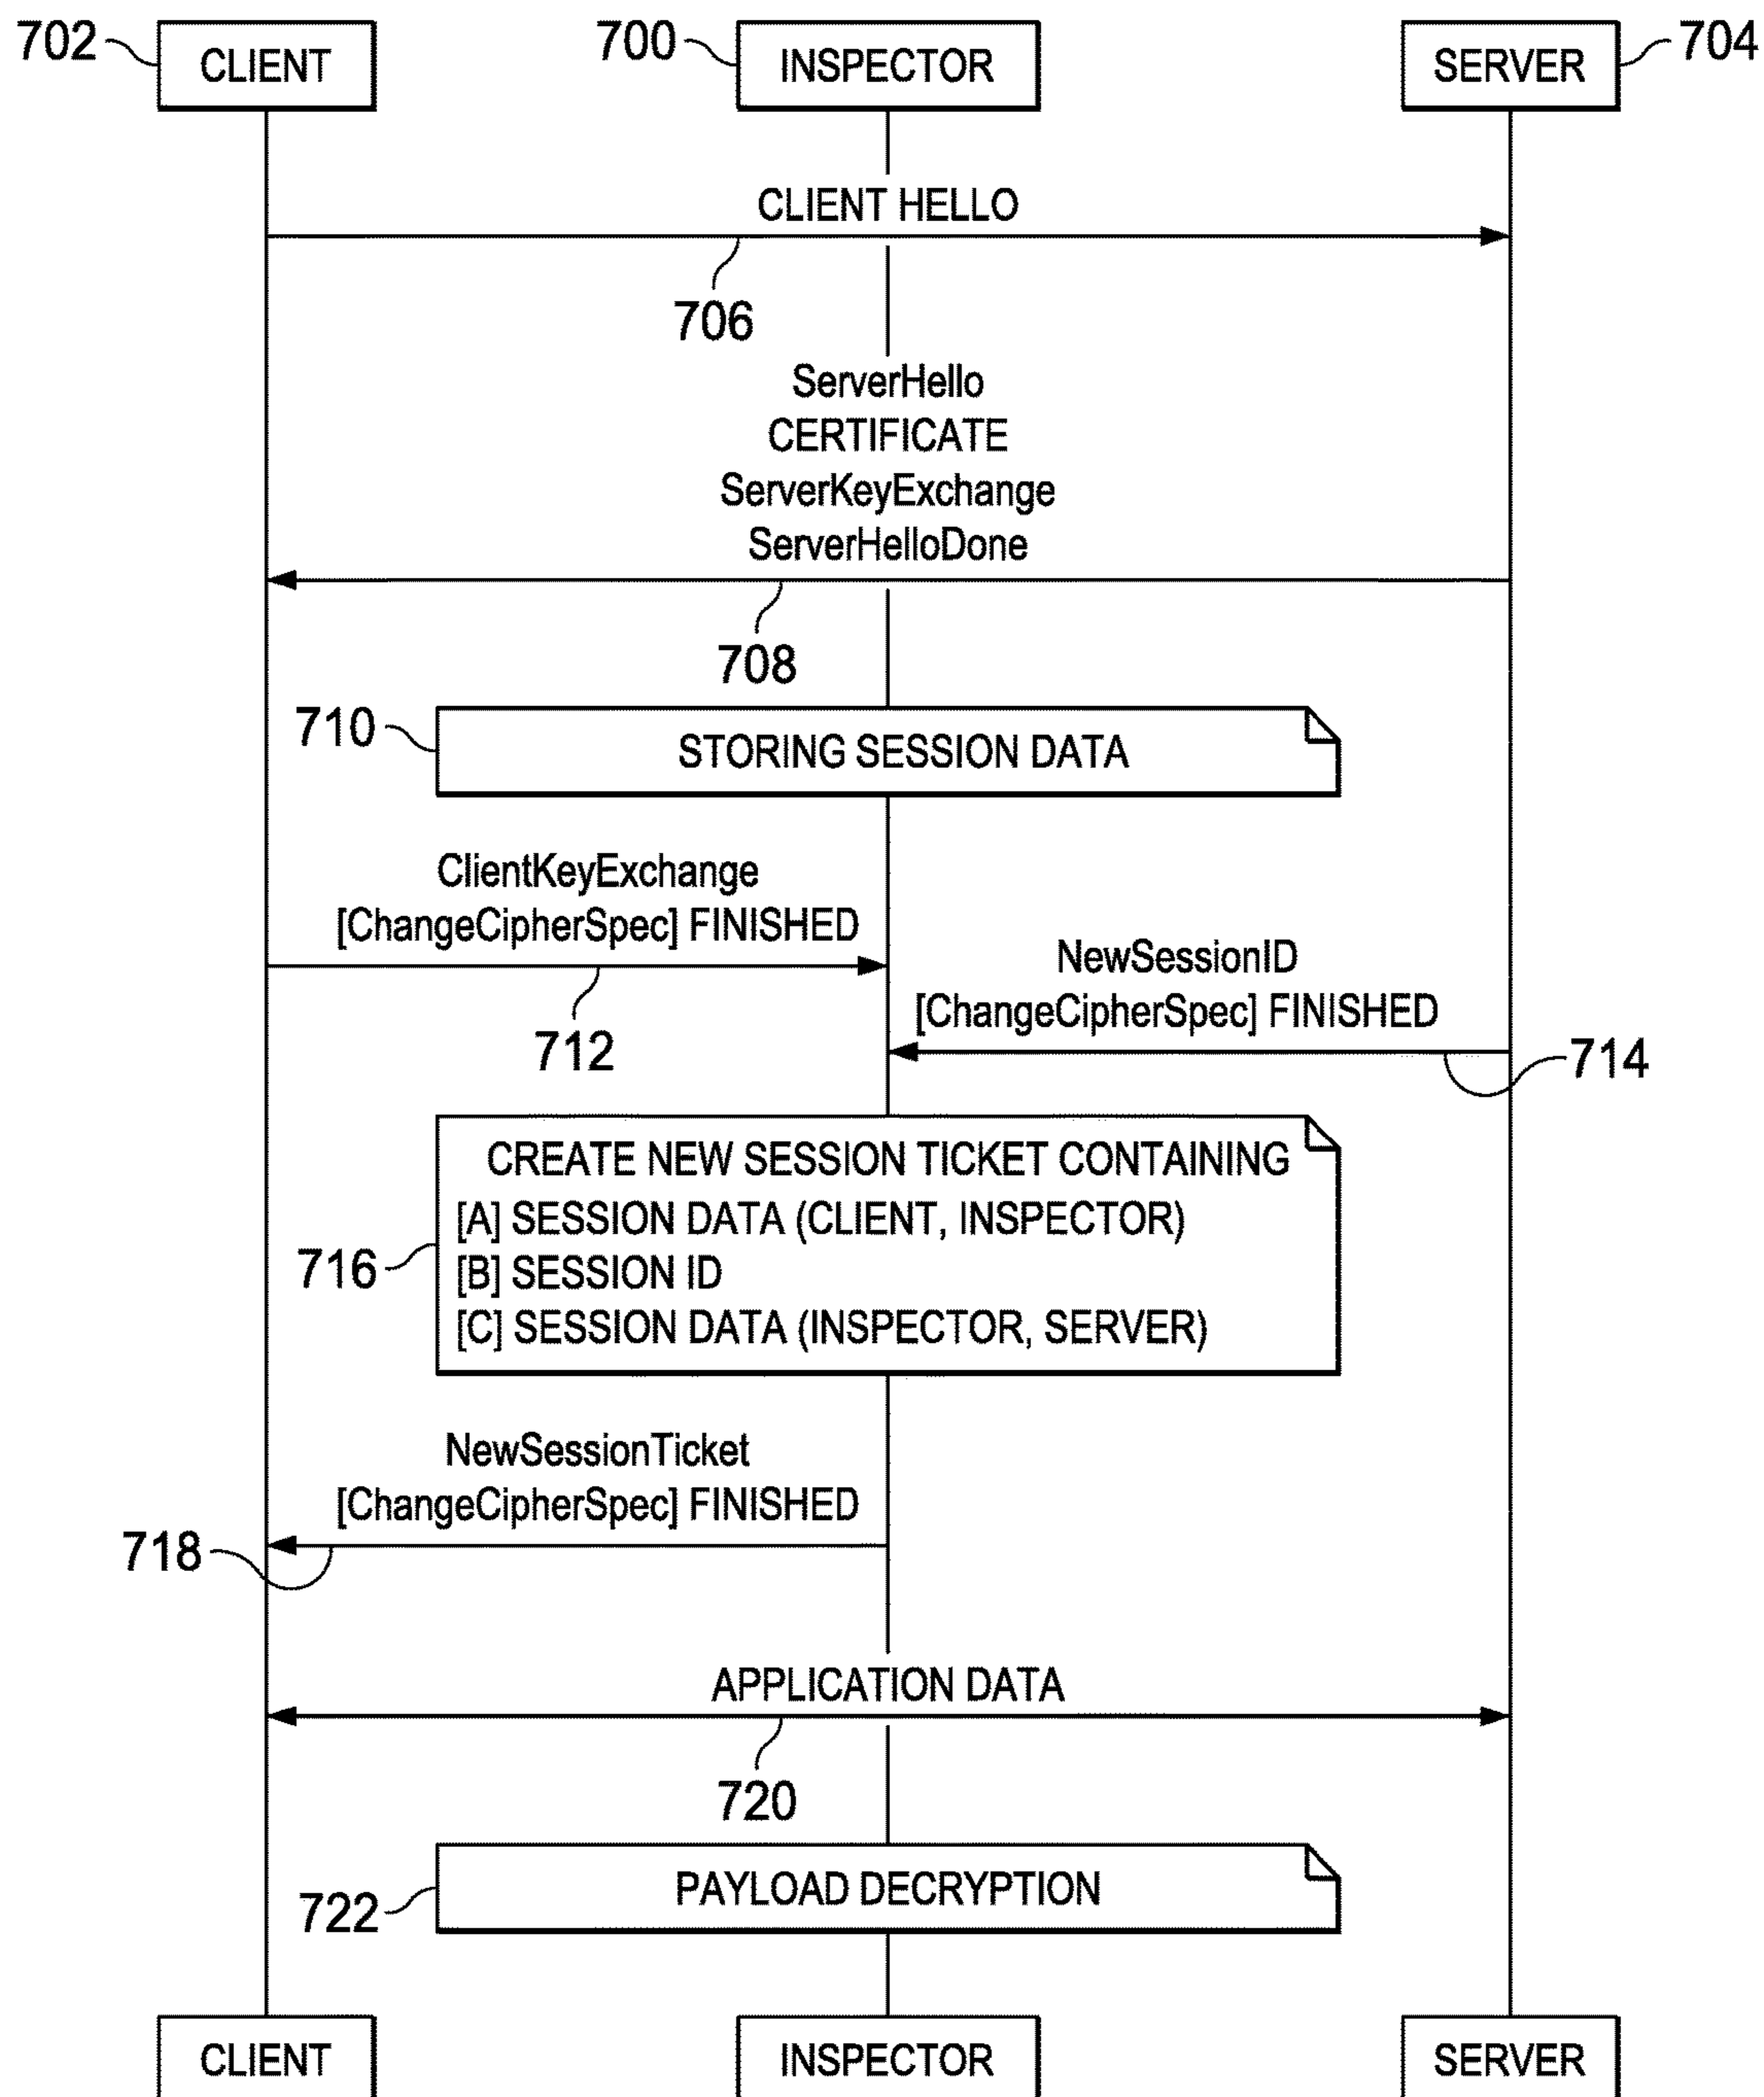 702 CLIENT 700 INSPECTOR SERVER 704
CLIENT HELLO
706
ServerHello
CERTIFICATE
ServerKeyExchange
ServerHelloDone
708
710 STORING SESSION DATA
ClientKeyExchange
[ChangeCipherSpec] FINISHED
712
NewSessionID
[ChangeCipherSpec] FINISHED
714
CREATE NEW SESSION TICKET CONTAINING
[A] SESSION DATA (CLIENT, INSPECTOR)
716 [B] SESSION ID
[C] SESSION DATA (INSPECTOR, SERVER)
NewSessionTicket
[ChangeCipherSpec] FINISHED
718
APPLICATION DATA
720
722 PAYLOAD DECRYPTION
CLIENT INSPECTOR SERVER